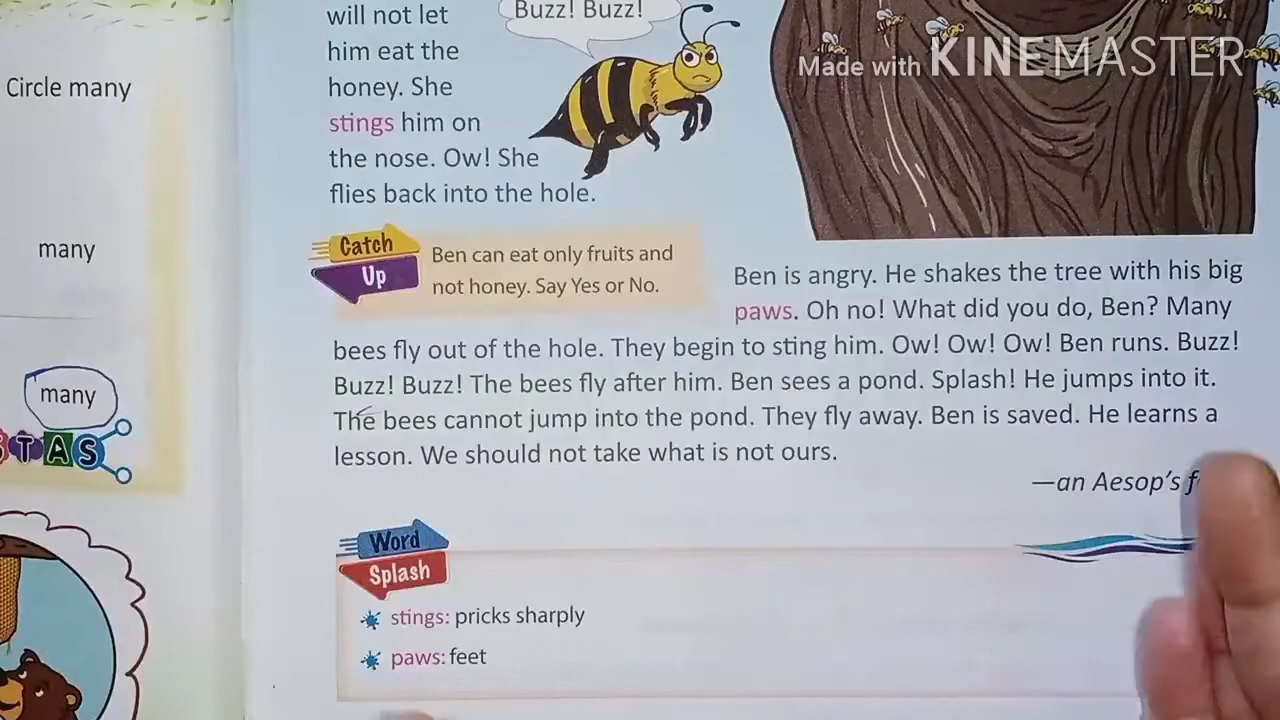 Circle many
many
many
TAS
will not let
him eat the
honey. She
stings him on
the nose. Ow! She
flies back into the hole.
Buzz! Buzz!
Made with KINEMASTER
Catch
Up
Ben can eat only fruits and
not honey. Say Yes or No.
Ben is angry. He shakes the tree with his big
paws. Oh no! What did you do, Ben? Many
bees fly out of the hole. They begin to sting him. Ow! Ow! Ow! Ben runs. Buzz!
Buzz! Buzz! The bees fly after him. Ben sees a pond. Splash! He jumps into it.
The bees cannot jump into the pond. They fly away. Ben is saved. He learns a
lesson. We should not take what is not ours.
—an Aesop's
Word
Splash
stings: pricks sharply
paws: feet